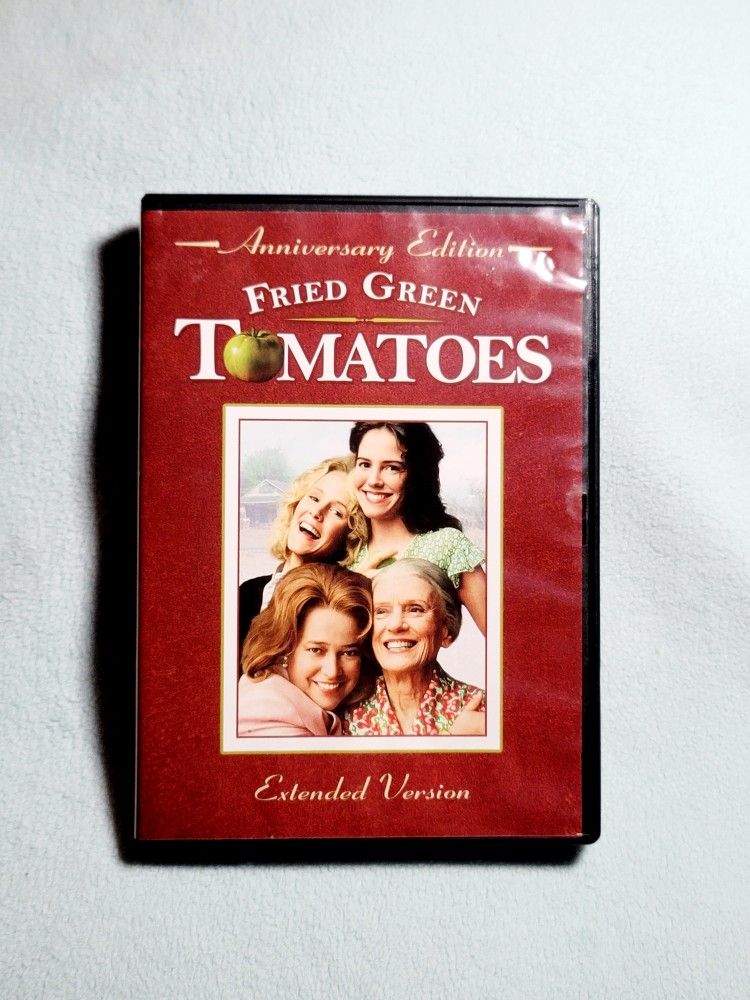 Anniversary Edition
FRIED GREEN
TOMATOES
Extended Version